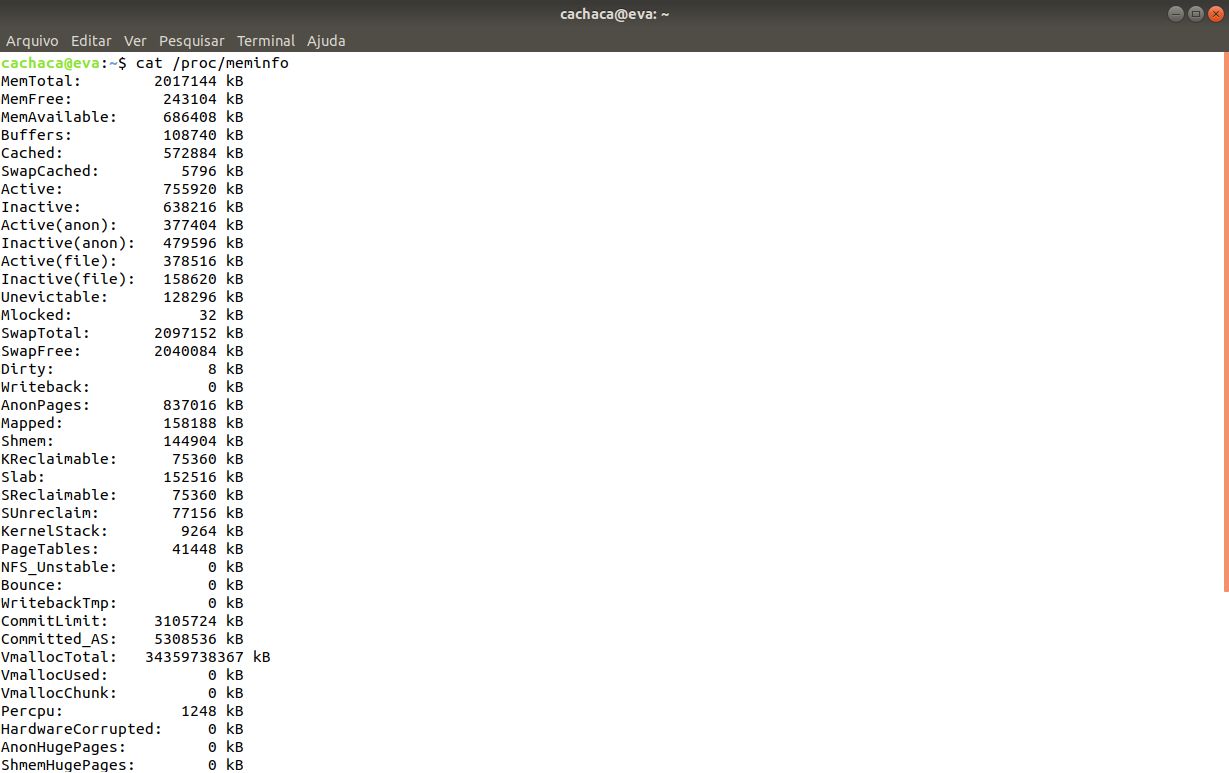 cachaca@eva: ~
Arquivo Editar Ver Pesquisar Terminal Ajuda
cachaca@eva:~$ cat /proc/meminfo
MemTotal:        2017144 kB
MemFree:          243104 kB
MemAvailable:     686408 kB
Buffers:          108740 kB
Cached:           572884 kB
SwapCached:         5796 kB
Active:           755920 kB
Inactive:         638216 kB
Active(anon):     377404 kB
Inactive(anon):   479596 kB
Active(file):     378516 kB
Inactive(file):   158620 kB
Unevictable:      128296 kB
Mlocked:              32 kB
SwapTotal:       2097152 kB
SwapFree:        2040084 kB
Dirty:                 8 kB
Writeback:             0 kB
AnonPages:        837016 kB
Mapped:           158188 kB
Shmem:            144904 kB
KReclaimable:      75360 kB
Slab:             152516 kB
SReclaimable:      75360 kB
SUnreclaim:        77156 kB
KernelStack:        9264 kB
PageTables:        41448 kB
NFS_Unstable:          0 kB
Bounce:                0 kB
WritebackTmp:          0 kB
CommitLimit:     3105724 kB
Committed_AS:    5308536 kB
VmallocTotal:   34359738367 kB
VmallocUsed:           0 kB
VmallocChunk:          0 kB
Percpu:             1248 kB
HardwareCorrupted:     0 kB
AnonHugePages:         0 kB
ShmemHugePages:        0 kB